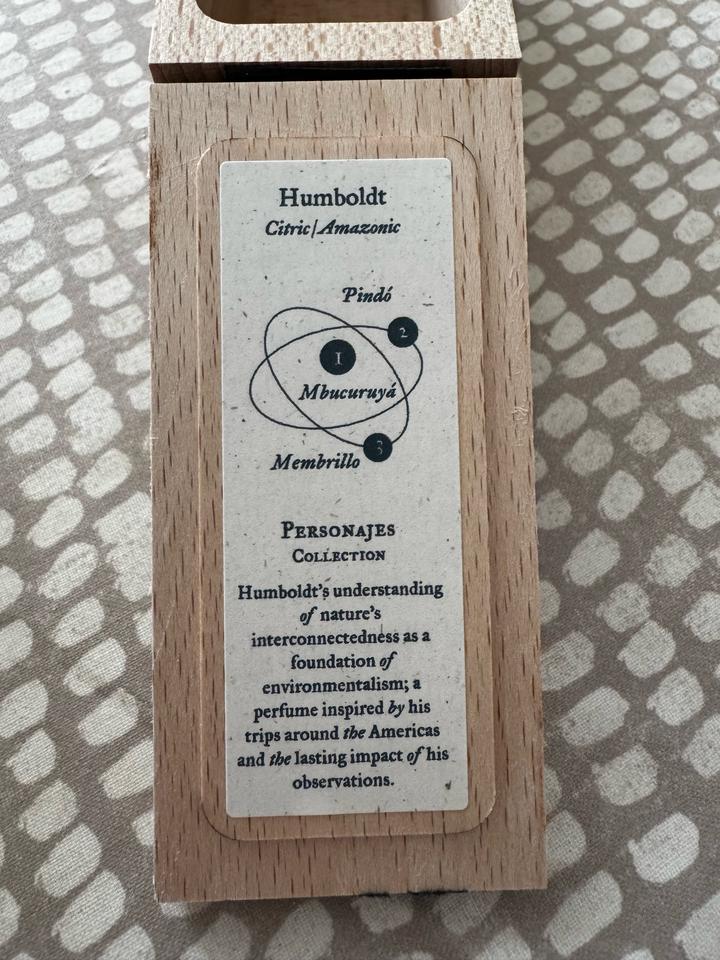 Humboldt
Citric/Amazonic
Pindó
2
1
Mbucuruyá
3
Membrillo
PERSONAJES
COLLECTION
Humboldt's understanding
of nature's
interconnectedness as a
foundation of
environmentalism; a
perfume inspired by his
trips around the Americas
and the lasting impact of his
observations.